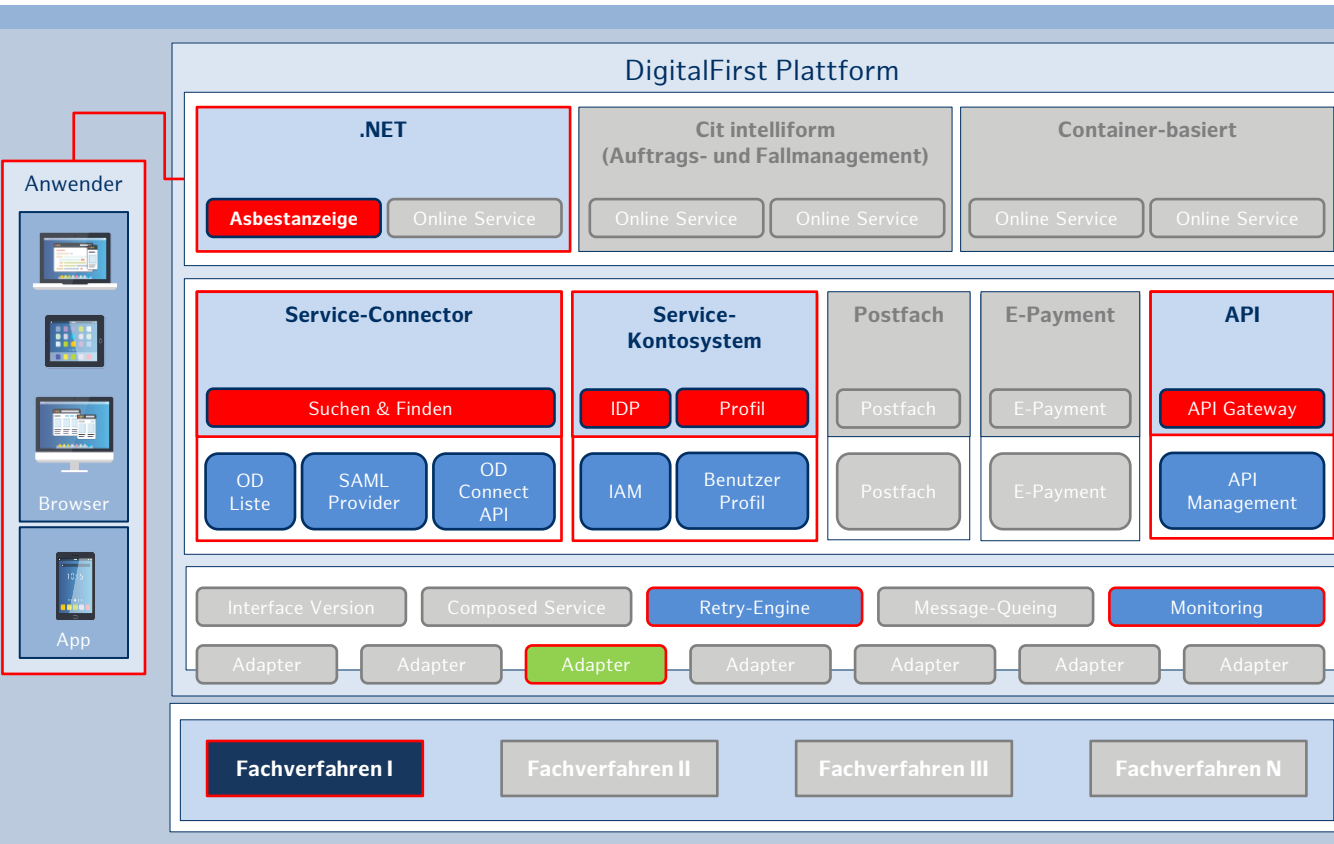 DigitalFirst Plattform
Anwender
Browser
App
.NET
Asbestanzeige
Online Service
Cit intelliform
(Auftrags- und Fallmanagement)
Online Service
Online Service
Container-basiert
Online Service
Online Service
Service-Connector
Suchen & Finden
OD
Liste
SAML
Provider
OD
Connect
API
Service-
Kontosystem
IDP
Profil
IAM
Benutzer
Profil
Postfach
Postfach
Postfach
E-Payment
E-Payment
E-Payment
API
API Gateway
API
Management
Interface Version
Composed Service
Retry-Engine
Message-Queing
Monitoring
Adapter
Adapter
Adapter
Adapter
Adapter
Adapter
Adapter
Fachverfahren I
Fachverfahren II
Fachverfahren III
Fachverfahren N